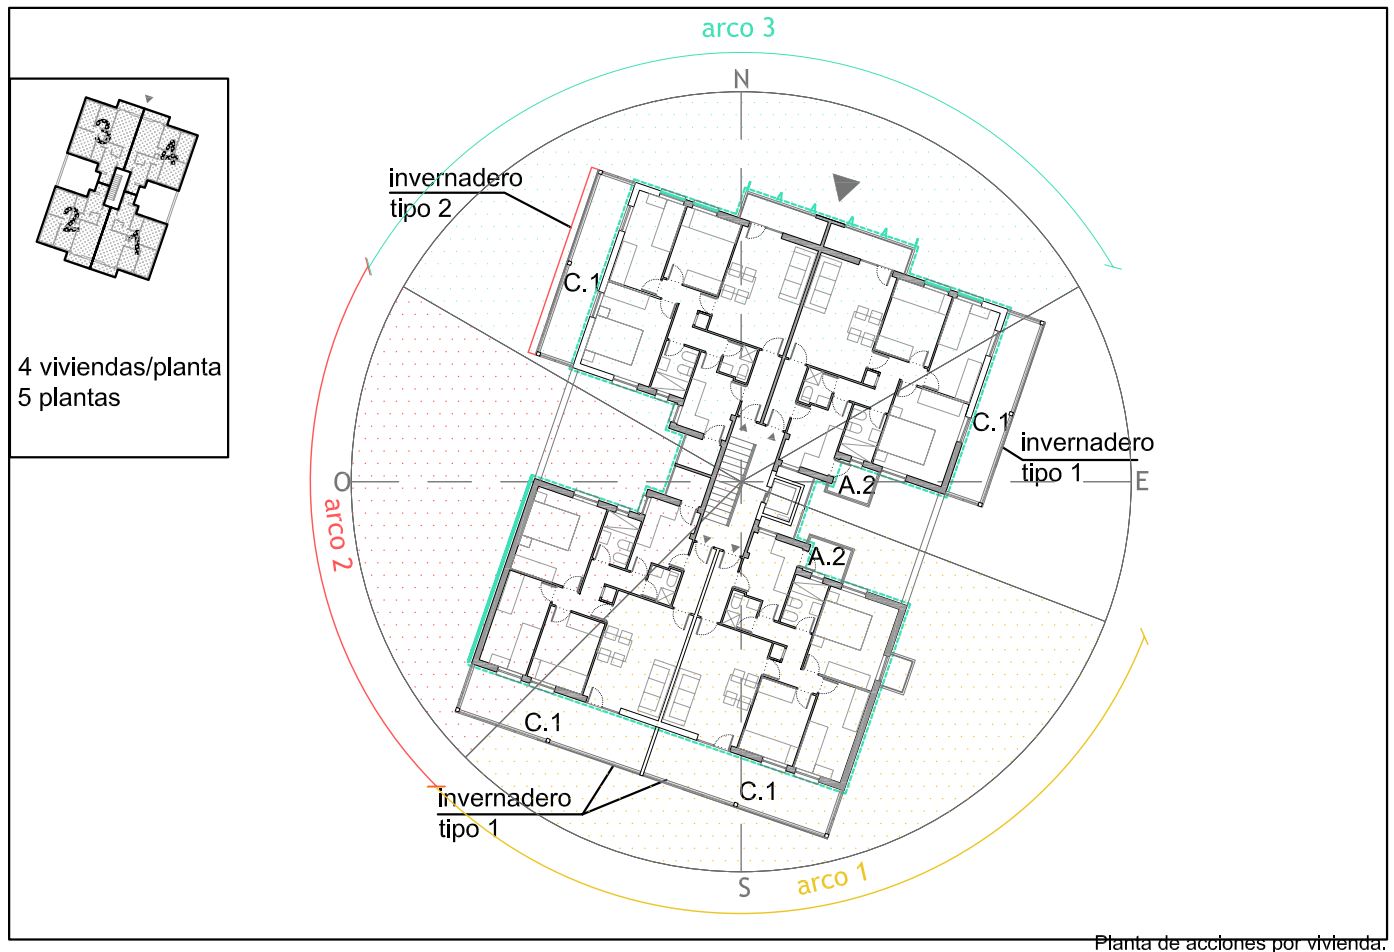 arco 3
N
3
4
2
1
4 viviendas/planta
5 plantas
invernadero
tipo 2
C.1
C.1
invernadero
tipo 1
O
E
A.2
A.2
arco 2
C.1
C.1
invernadero
tipo 1
arco 1
S
Planta de acciones por vivienda.